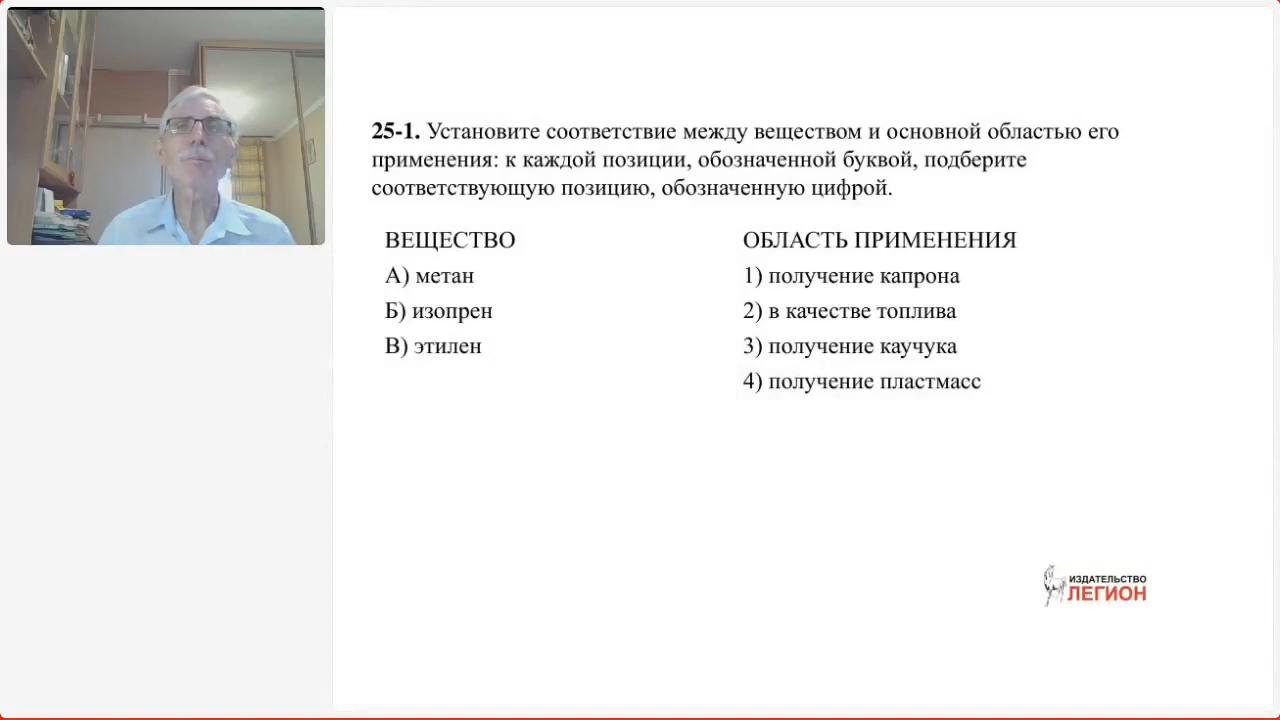 25-1. Установите соответствие между веществом и основной областью его
применения: к каждой позиции, обозначенной буквой, подберите
соответствующую позицию, обозначенную цифрой.
ВЕЩЕСТВО
А) метан
Б) изопрен
В) этилен
ОБЛАСТЬ ПРИМЕНЕНИЯ
1) получение капрона
2) в качестве топлива
3) получение каучука
4) получение пластмасс
ИЗДАТЕЛЬСТВО
ЛЕГИОН